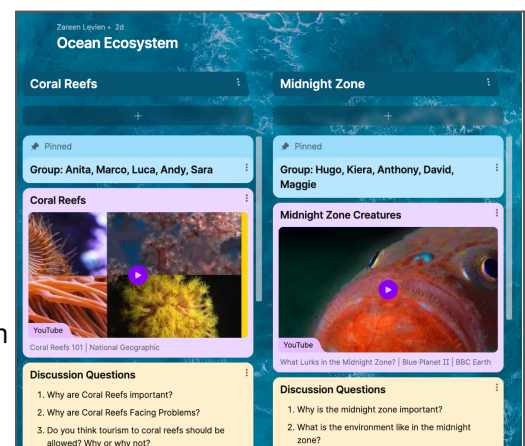 Zareen Levien • 2d
Ocean Ecosystem
Coral Reefs
+
Pinned
Group: Anita, Marco, Luca, Andy, Sara
Coral Reefs
YouTube
Coral Reefs 101 | National Geographic
Discussion Questions
1. Why are Coral Reefs important?
2. Why are Coral Reefs Facing Problems?
3. Do you think tourism to coral reefs should be
allowed? Why or why not?
Midnight Zone
+
Pinned
Group: Hugo, Kiera, Anthony, David,
Maggie
Midnight Zone Creatures
YouTube
What Lurks in the Midnight Zone? | Blue Planet II | BBC Earth
Discussion Questions
1. Why is the midnight zone important?
2. What is the environment like in the midnight
zone?